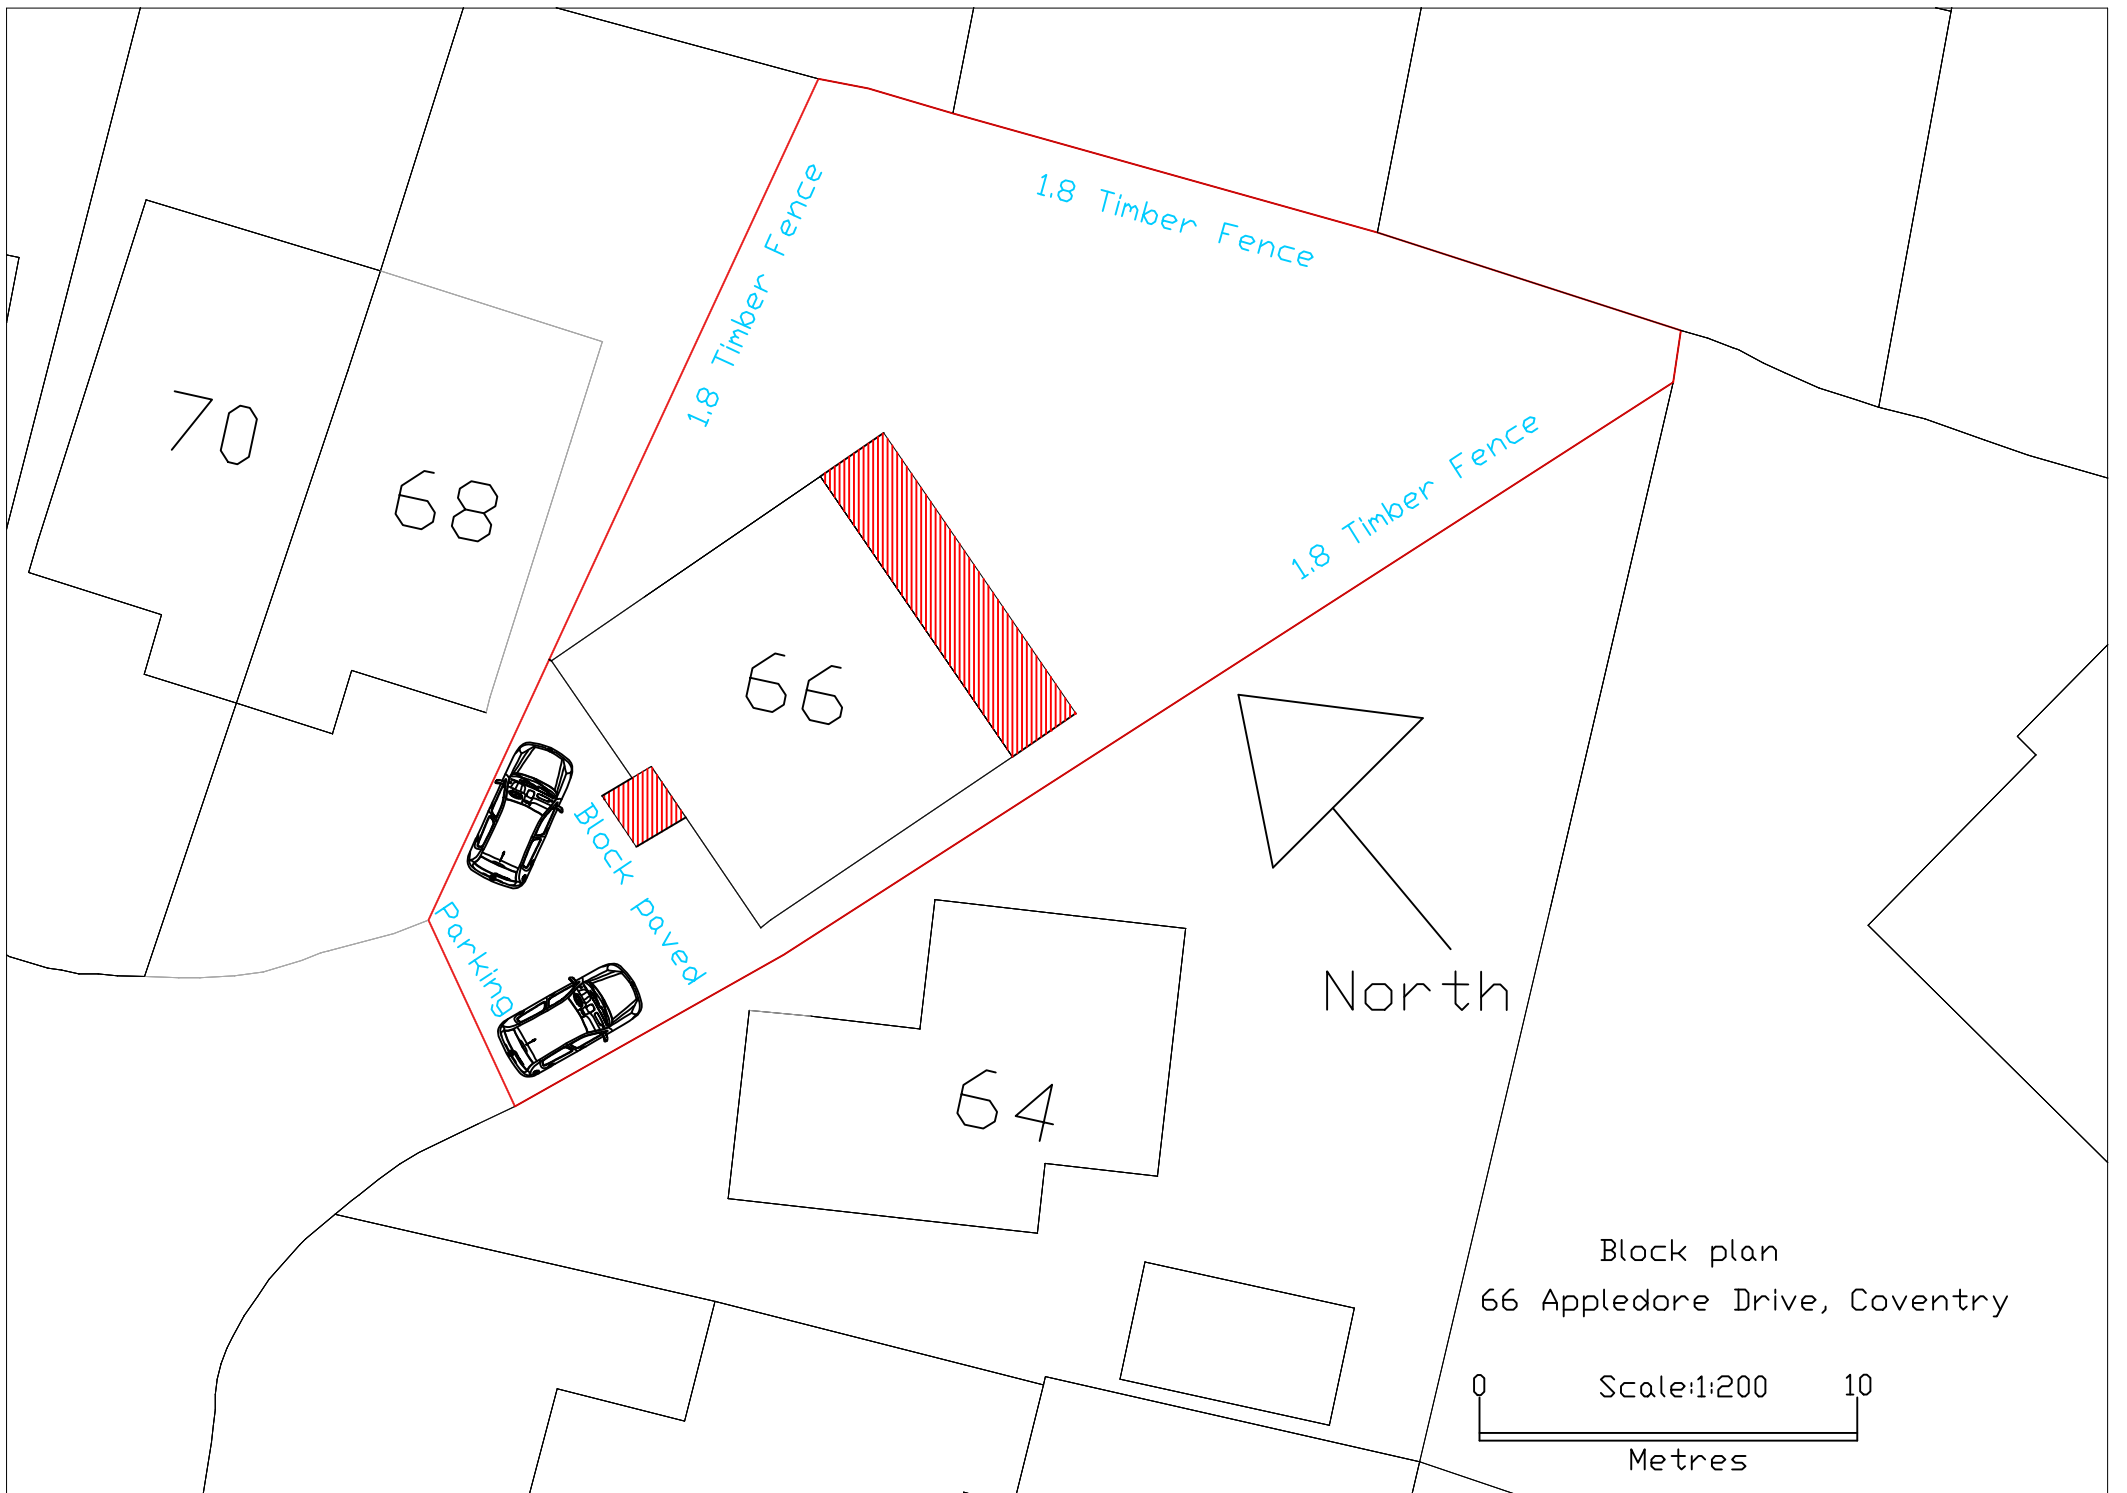 1.8 Timber Fence
1.8 Timber Fence
1.8 Timber Fence
70
68
66
Block paved
Parking
North
64
Block plan
66 Appledore Drive, Coventry
0 Scale:1:200 10
Metres